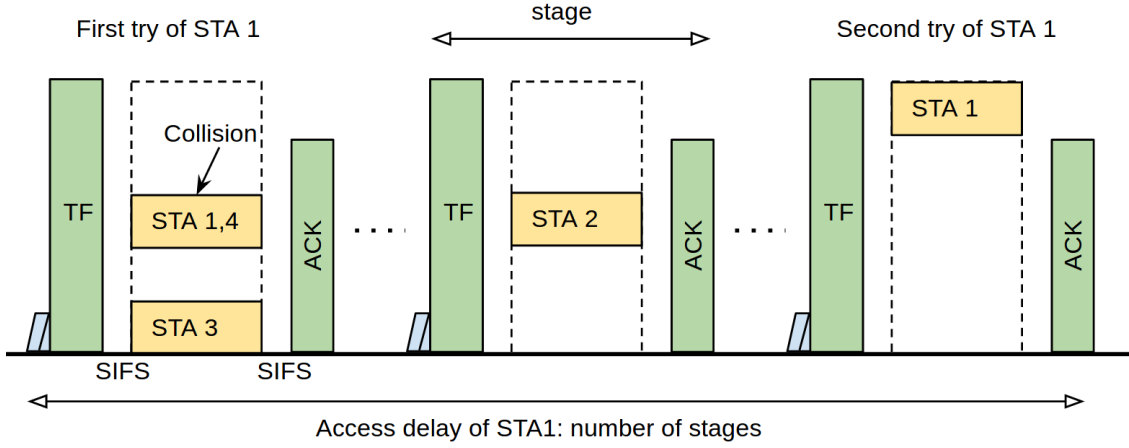 First try of STA 1
stage
Second try of STA 1
Collision
TF
STA 1,4
STA 3
ACK
TF
STA 2
ACK
TF
STA 1
ACK
SIFS
SIFS
Access delay of STA1: number of stages